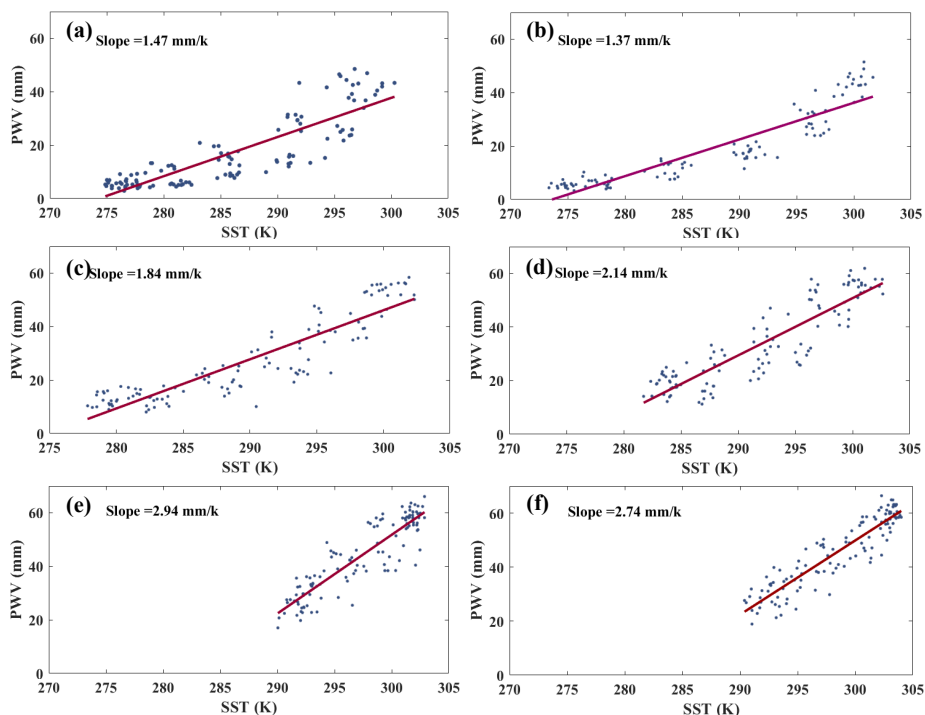 (a) Slope =1.47 mm/k
PWV (mm)
60
40
20
0
270 275 280 285 290 295 300 305
SST (K)
(b) Slope =1.37 mm/k
PWV (mm)
60
40
20
0
270 275 280 285 290 295 300 305
SST (K)
(c) Slope =1.84 mm/k
PWV (mm)
60
40
20
0
270 275 280 285 290 295 300 305
SST (K)
(d) Slope =2.14 mm/k
PWV (mm)
60
40
20
0
270 275 280 285 290 295 300 305
SST (K)
(e) Slope =2.94 mm/k
PWV (mm)
60
40
20
0
270 275 280 285 290 295 300 305
SST (K)
(f) Slope =2.74 mm/k
PWV (mm)
60
40
20
0
270 275 280 285 290 295 300 305
SST (K)